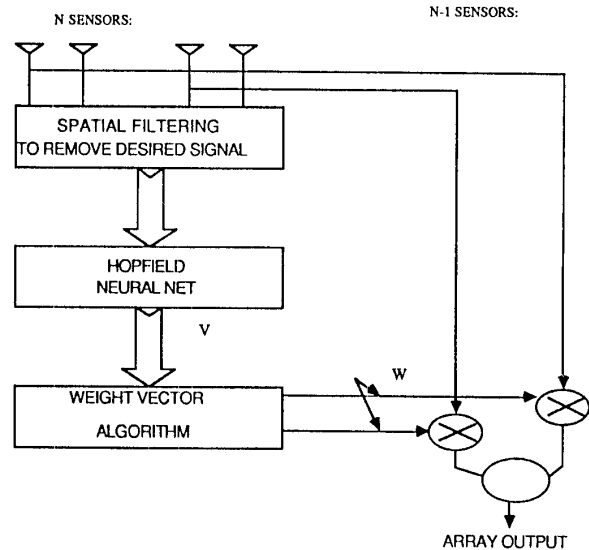 N SENSORS:
N-1 SENSORS:
SPATIAL FILTERING
TO REMOVE DESIRED SIGNAL
HOPFIELD
NEURAL NET
V
W
WEIGHT VECTOR
ALGORITHM
ARRAY OUTPUT